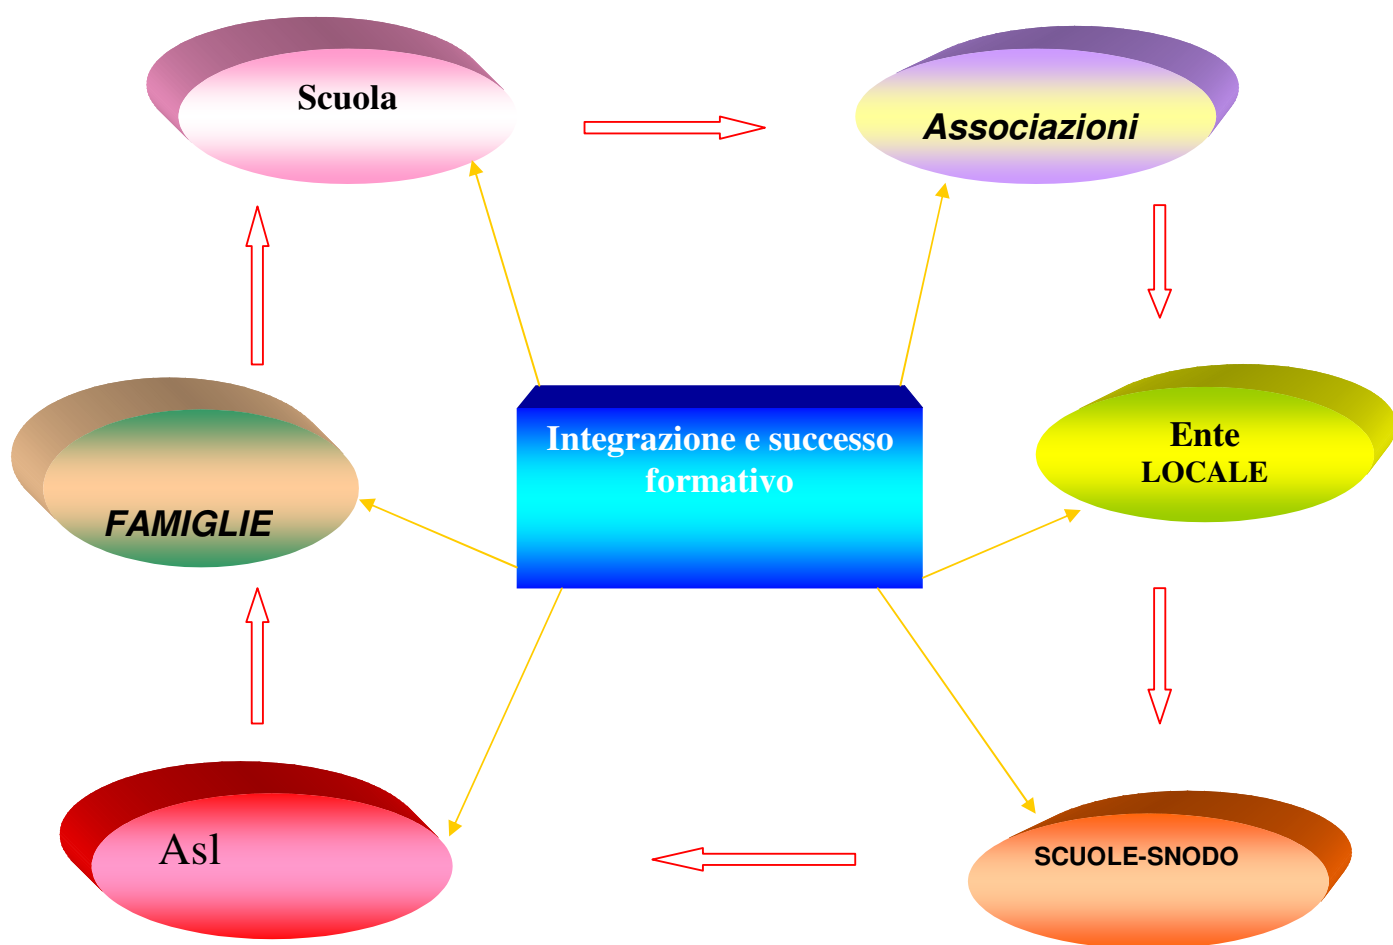 Scuola
Associazioni
Integrazione e successo
formativo
Ente
LOCALE
FAMIGLIE
Asl
SCUOLE-SNODO